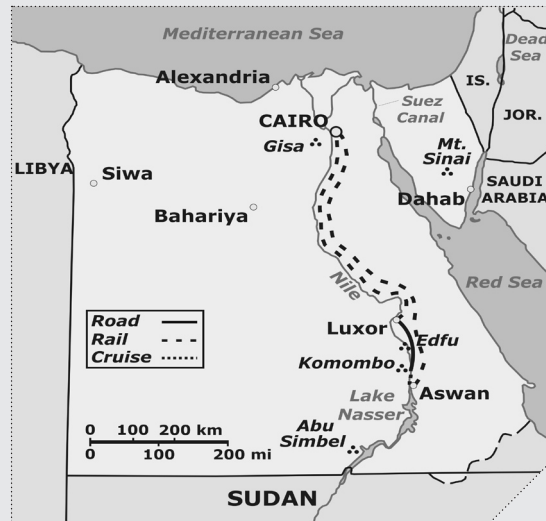 Mediterranean Sea
Dead
Sea
Alexandria
IS.
Suez
Canal
JOR.
CAIRO
Gisa
Mt.
Sinai
LIBYA
Siwa
SAUDI
ARABIA
Dahab
Bahariya
Nile
Red Sea
Road
Rail
Cruise
Luxor
Edfu
Komombo
Aswan
Lake
Nasser
Abu
Simbel
0 100 200 km
0 100 200 mi
SUDAN